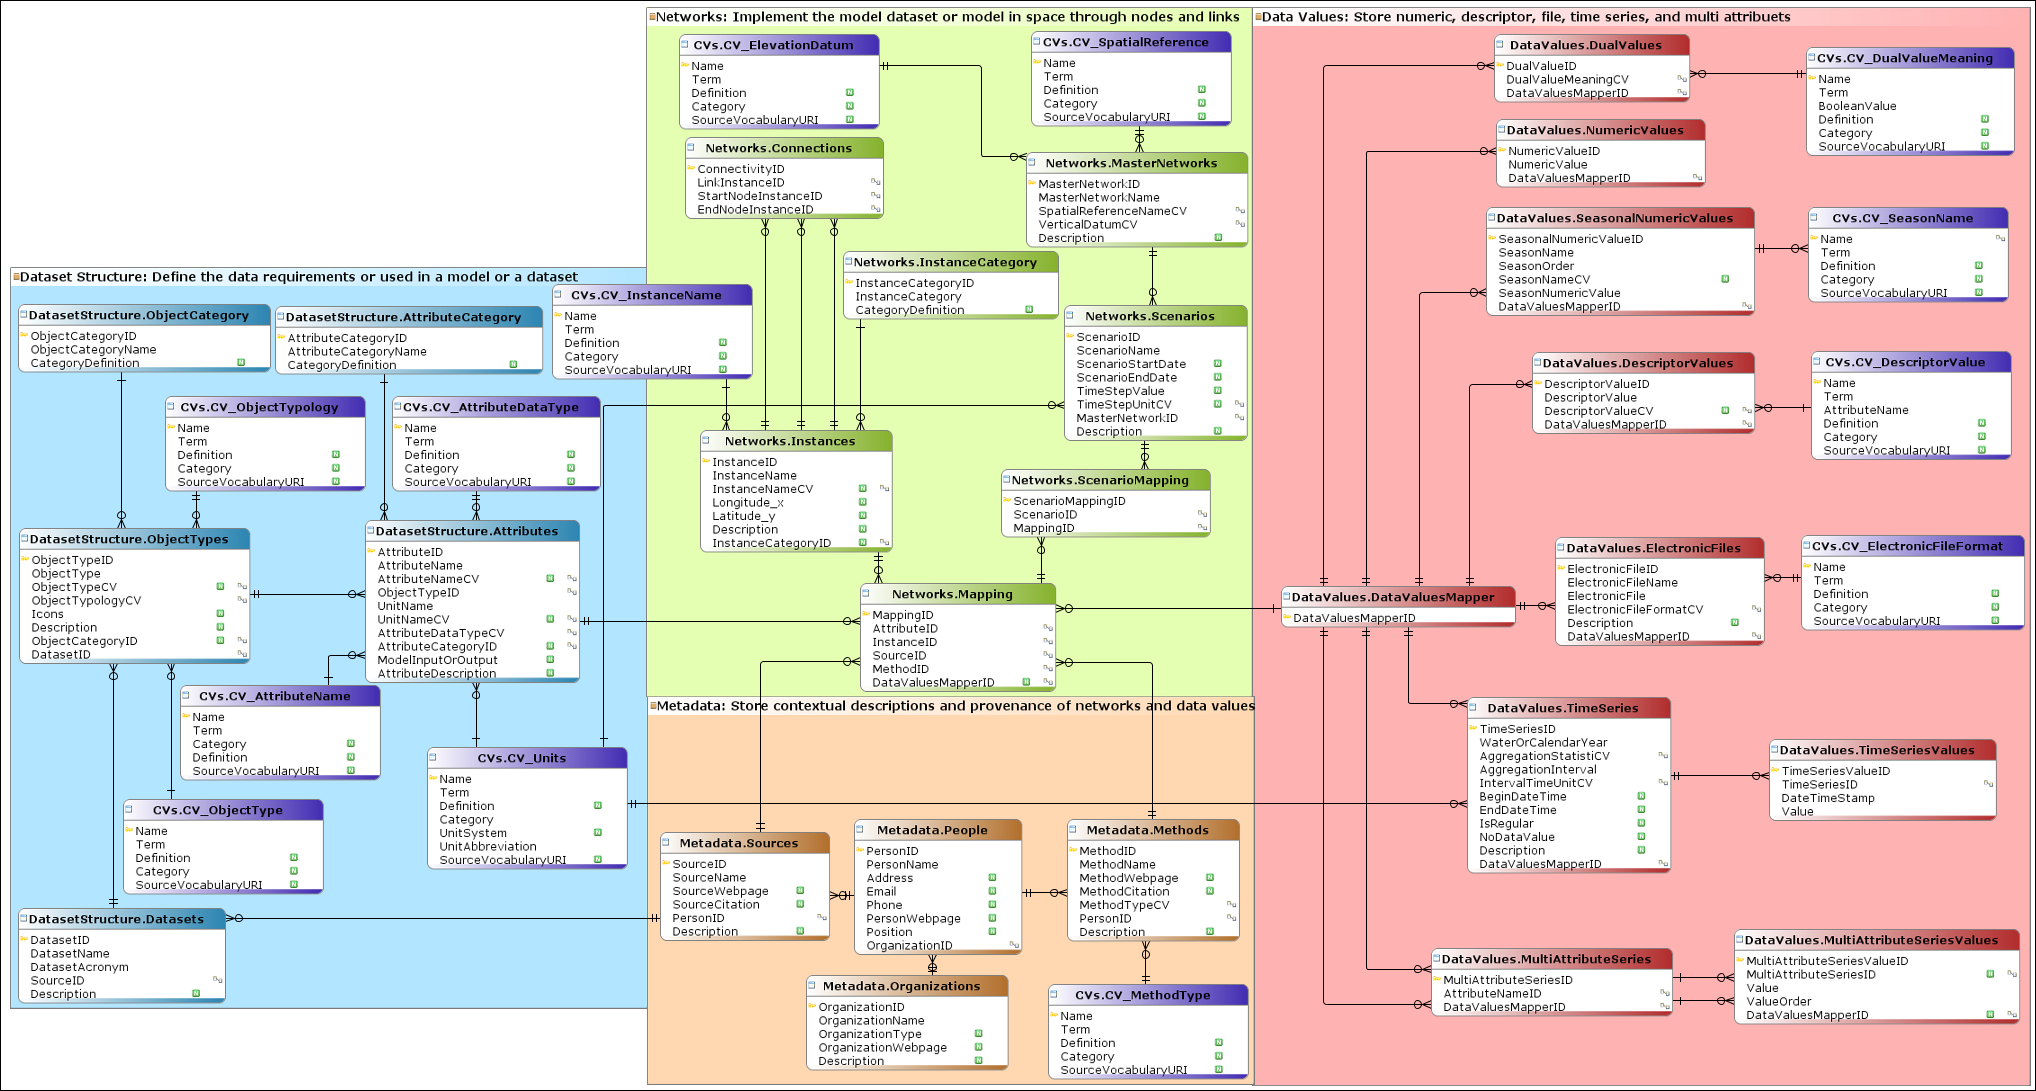 Networks: Implement the model dataset or model in space through nodes and links
CVs.CV_ElevationDatum
Name
Term
Definition
Category
SourceVocabularyURI
CVs.CV_SpatialReference
Name
Term
Definition
Category
SourceVocabularyURI
Networks.Connections
ConnectivityID
LinkInstanceID
StartNodeInstanceID
EndNodeInstanceID
Networks.MasterNetworks
MasterNetworkID
MasterNetworkName
SpatialReferenceNameCV
VerticalDatumCV
Description
Networks.InstanceCategory
InstanceCategoryID
InstanceCategory
CategoryDefinition
Networks.Scenarios
ScenarioID
ScenarioName
ScenarioStartDate
ScenarioEndDate
TimeStepValue
TimeStepUnitCV
MasterNetworkID
Description
Networks.Instances
InstanceID
InstanceName
InstanceNameCV
Longitude_x
Latitude_y
Description
InstanceCategoryID
Networks.ScenarioMapping
ScenarioMappingID
ScenarioID
MappingID
Networks.Mapping
MappingID
AttributeID
InstanceID
SourceID
MethodID
DataValuesMapperID
Dataset Structure: Define the data requirements or used in a model or a dataset
CVs.CV_InstanceName
Name
Term
Definition
Category
SourceVocabularyURI
DatasetStructure.ObjectCategory
ObjectCategoryID
ObjectCategoryName
CategoryDefinition
DatasetStructure.AttributeCategory
AttributeCategoryID
AttributeCategoryName
CategoryDefinition
CVs.CV_ObjectTypology
Name
Term
Definition
Category
SourceVocabularyURI
CVs.CV_AttributeDataType
Name
Term
Definition
Category
SourceVocabularyURI
DatasetStructure.ObjectTypes
ObjectTypeID
ObjectType
ObjectTypeCV
ObjectTypologyCV
Icons
Description
ObjectCategoryID
DatasetID
DatasetStructure.Attributes
AttributeID
AttributeName
AttributeNameCV
ObjectTypeID
UnitName
UnitNameCV
AttributeDataTypeCV
AttributeCategoryID
ModelInputOrOutput
AttributeDescription
CVs.CV_AttributeName
Name
Term
Category
Definition
SourceVocabularyURI
CVs.CV_ObjectType
Name
Term
Definition
Category
SourceVocabularyURI
CVs.CV_Units
Name
Term
Definition
Category
UnitSystem
UnitAbbreviation
SourceVocabularyURI
DatasetStructure.Datasets
DatasetID
DatasetName
DatasetAcronym
SourceID
Description
Metadata: Store contextual descriptions and provenance of networks and data values
Metadata.Sources
SourceID
SourceName
SourceWebpage
SourceCitation
PersonID
Description
Metadata.People
PersonID
PersonName
Address
Email
Phone
PersonWebpage
Position
OrganizationID
Metadata.Methods
MethodID
MethodName
MethodWebpage
MethodCitation
MethodTypeCV
PersonID
Description
Metadata.Organizations
OrganizationID
OrganizationName
OrganizationType
OrganizationWebpage
Description
CVs.CV_MethodType
Name
Term
Definition
Category
SourceVocabularyURI
Data Values: Store numeric, descriptor, file, time series, and multi attribuets
DataValues.DualValues
DualValueID
DualValueMeaningCV
DataValuesMapperID
CVs.CV_DualValueMeaning
Name
Term
BooleanValue
Definition
Category
SourceVocabularyURI
DataValues.NumericValues
NumericValueID
NumericValue
DataValuesMapperID
DataValues.SeasonalNumericValues
SeasonalNumericValueID
SeasonName
SeasonOrder
SeasonNameCV
SeasonNumericValue
DataValuesMapperID
CVs.CV_SeasonName
Name
Term
Definition
Category
SourceVocabularyURI
DataValues.DescriptorValues
DescriptorValueID
DescriptorValue
DescriptorValueCV
DataValuesMapperID
CVs.CV_DescriptorValue
Name
Term
AttributeName
Definition
Category
SourceVocabularyURI
DataValues.DataValuesMapper
DataValuesMapperID
DataValues.ElectronicFiles
ElectronicFileID
ElectronicFileName
ElectronicFile
ElectronicFileFormatCV
Description
DataValuesMapperID
CVs.CV_ElectronicFileFormat
Name
Term
Definition
Category
SourceVocabularyURI
DataValues.TimeSeries
TimeSeriesID
WaterOrCalendarYear
AggregationStatistiCV
AggregationInterval
IntervalTimeUnitCV
BeginDateTime
EndDateTime
IsRegular
NoDataValue
Description
DataValuesMapperID
DataValues.TimeSeriesValues
TimeSeriesValueID
TimeSeriesID
DateTimeStamp
Value
DataValues.MultiAttributeSeries
MultiAttributeSeriesID
AttributeNameID
DataValuesMapperID
DataValues.MultiAttributeSeriesValues
MultiAttributeSeriesValueID
MultiAttributeSeriesID
Value
ValueOrder
DataValuesMapperID